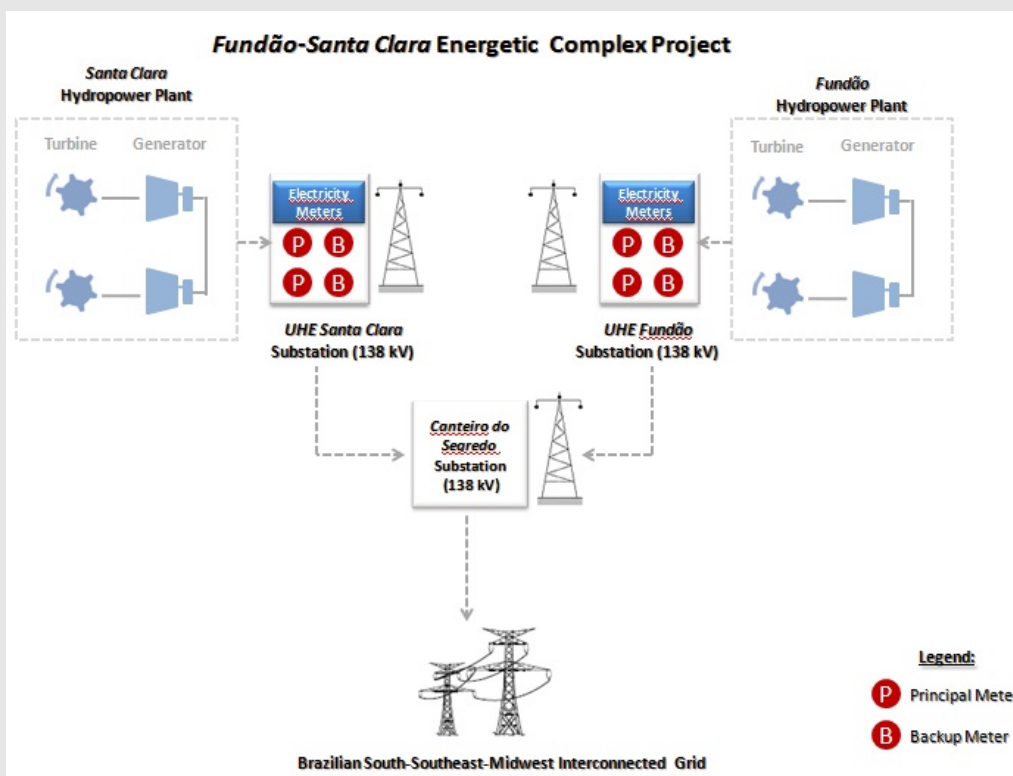 Fundão-Santa Clara Energetic Complex Project
Santa Clara
Hydropower Plant
Turbine
Generator
Electricity
Meters
P
B
P
B
UHE Santa Clara
Substation (138 kV)
Fundão
Hydropower Plant
Turbine
Generator
Electricity
Meters
P
B
P
B
UHE Fundão
Substation (138 kV)
Canteiro do
Segredo
Substation
(138 kV)
Brazilian South-Southeast-Midwest Interconnected Grid
Legend:
P Principal Mete
B Backup Meter